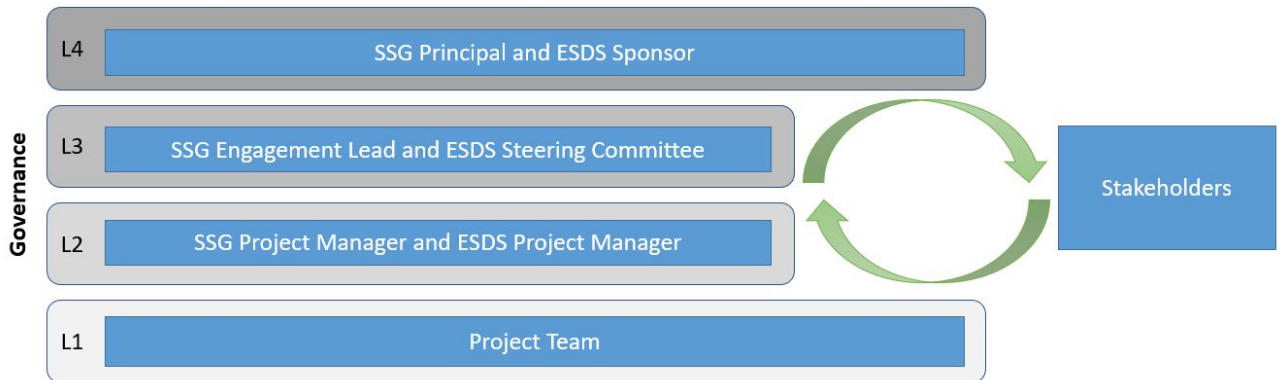 Governance
L4
SSG Principal and ESDS Sponsor
L3
SSG Engagement Lead and ESDS Steering Committee
L2
SSG Project Manager and ESDS Project Manager
L1
Project Team
Stakeholders